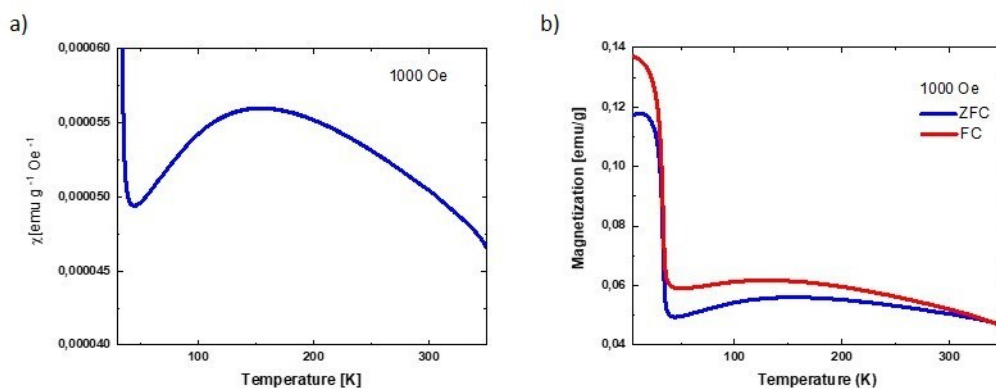 a)
0,000060
0,000055
0,000050
0,000045
0,000040
χ[emu g⁻¹ Oe⁻¹
1000 Oe
100
200
300
Temperature [K]
b)
0,14
0,12
0,10
0,08
0,06
0,04
Magnetization [emu/g]
1000 Oe
ZFC
FC
100
200
300
Temperature (K)